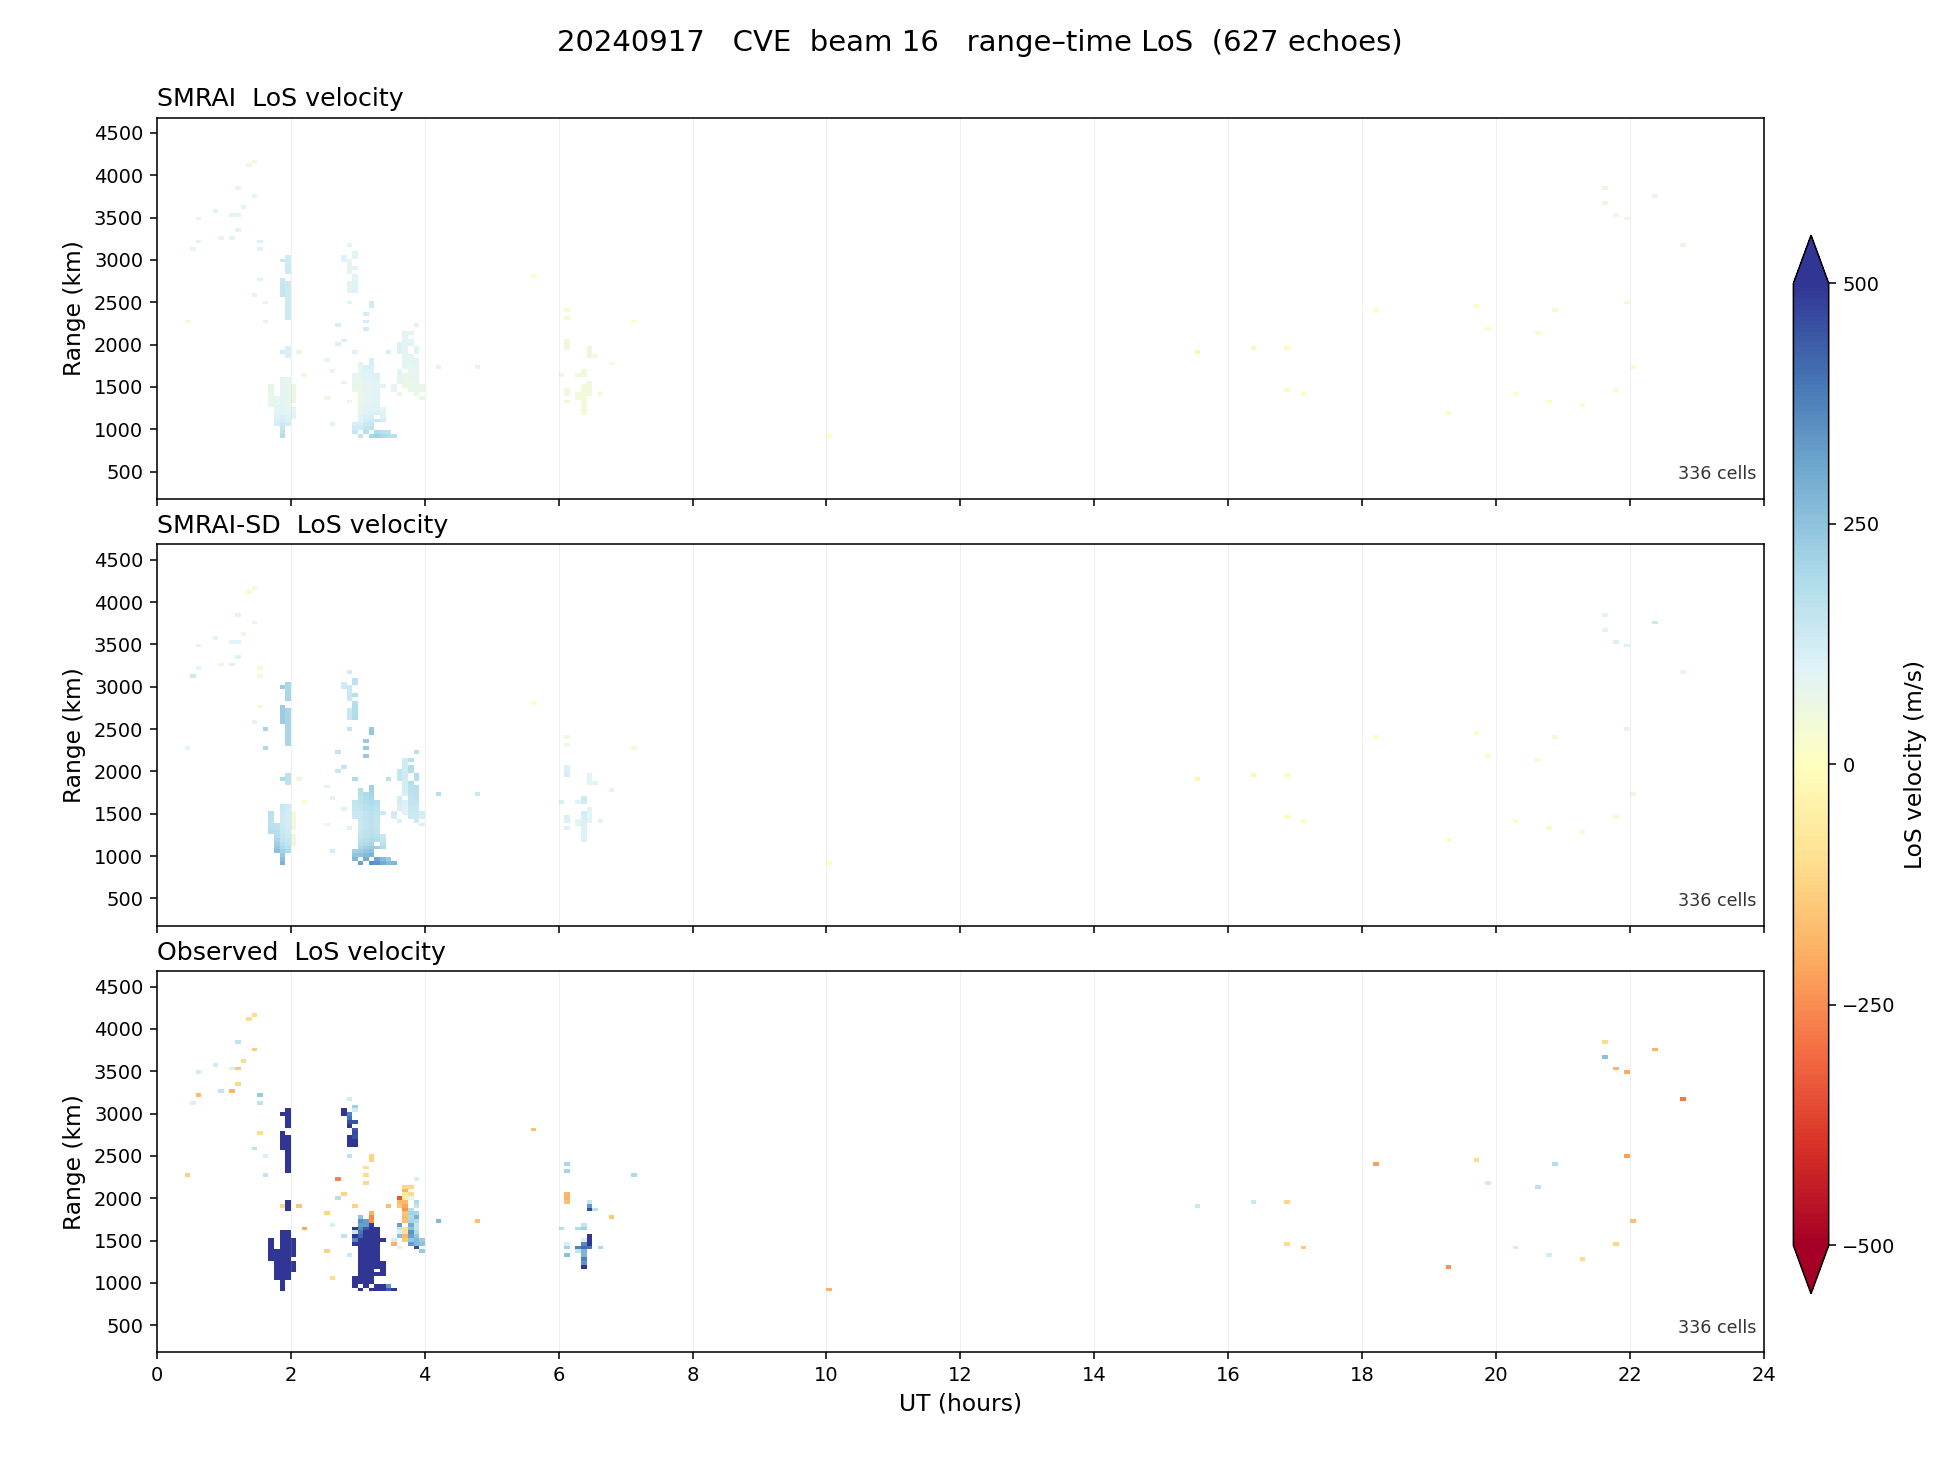 20240917   CVE  beam 16   range–time LoS  (627 echoes)
SMRAI  LoS velocity
4500
4000
3500
3000
2500
2000
1500
1000
500
Range (km)
336 cells
SMRAI-SD  LoS velocity
4500
4000
3500
3000
2500
2000
1500
1000
500
Range (km)
336 cells
Observed  LoS velocity
4500
4000
3500
3000
2500
2000
1500
1000
500
Range (km)
336 cells
0 2 4 6 8 10 12 14 16 18 20 22 24
UT (hours)
500
250
0
−250
−500
LoS velocity (m/s)